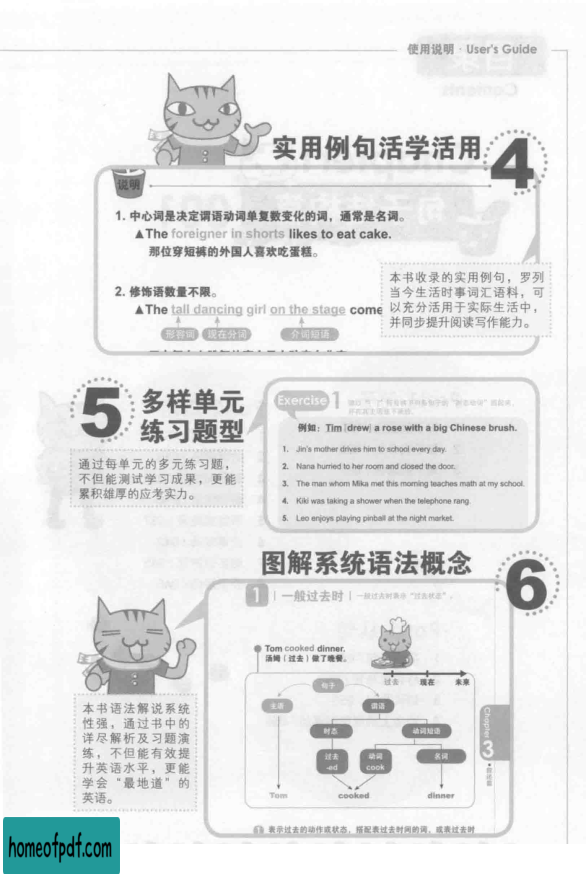 使用说明 · User's Guide
实用例句活学活用 4
说明
1. 中心词是决定谓语动词单复数变化的词，通常是名词。
▲The foreigner in shorts likes to eat cake.
那位穿短裤的外国人喜欢吃蛋糕。
2. 修饰语数量不限。
▲The tall dancing girl on the stage come
形容词 现在分词 介词短语
本书收录的实用例句，罗列
当今生活时事词汇语料，可
以充分活用于实际生活中，
并同步提升阅读写作能力。
5 多样单元
练习题型
通过每单元的多元练习题，
不但能测试学习成果，更能
累积雄厚的应考实力。
Exercise 1
例如：Tim drew a rose with a big Chinese brush.
1. Jin's mother drives him to school every day.
2. Nana hurried to her room and closed the door.
3. The man whom Mika met this morning teaches math at my school.
4. Kiki was taking a shower when the telephone rang.
5. Leo enjoys playing pinball at the night market.
图解系统语法概念 6
1 一般过去时 一般过去时表示“过去状态”。
Tom cooked dinner.
汤姆（过去）做了晚餐。
过去 现在 未来
句子
主语 谓语
时态 动词短语
过去 动词 名词
-ed cook
Tom cooked dinner
Chapter 3
本书语法解说系统
性强，通过书中的
详尽解析及习题演
练，不但能有效提
升英语水平，更能
学会“最地道”的
英语。
1 表示过去的动作或状态，搭配表过去时间的词，或表过去时
homeofpdf.com